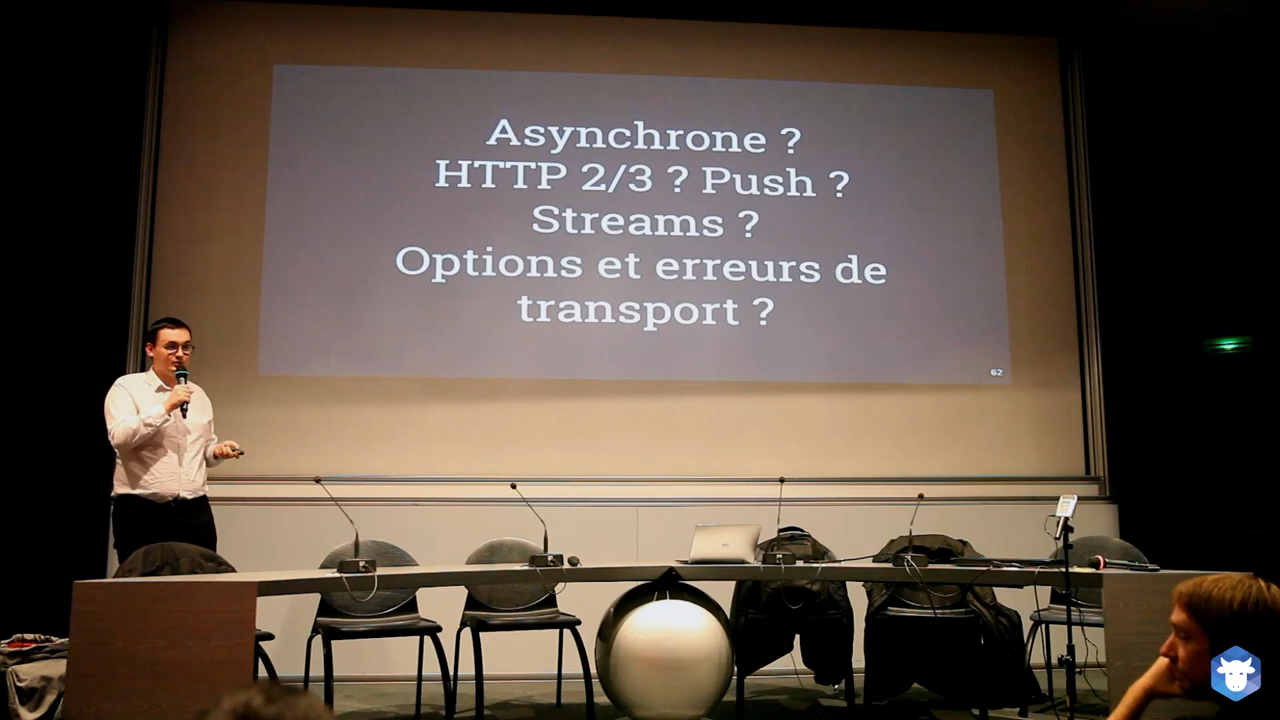 Asynchrone ?
HTTP 2/3 ? Push ?
Streams ?
Options et erreurs de
transport ?
62